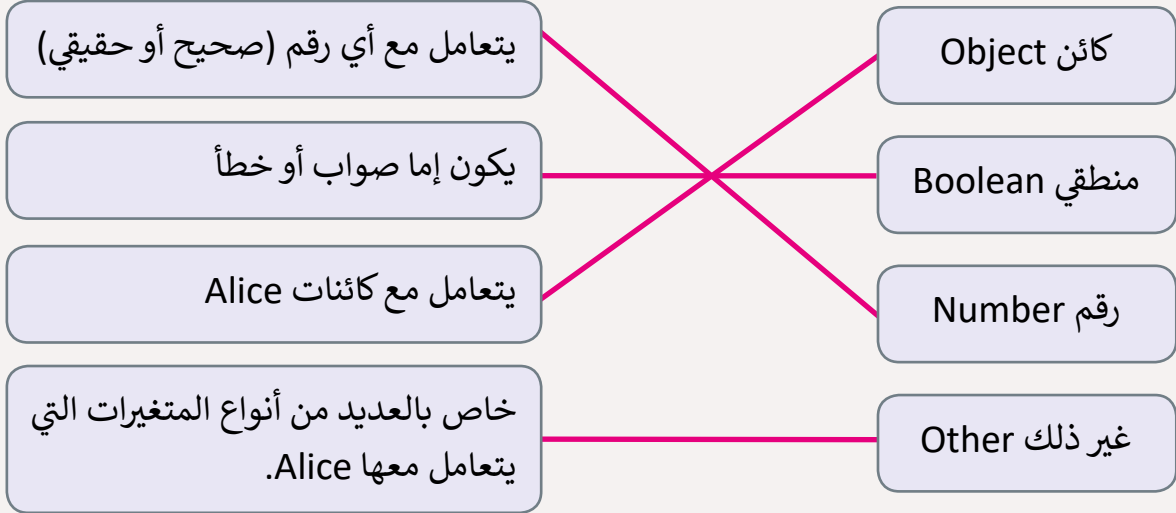 كائن Object
يتعامل مع أي رقم (صحيح أو حقيقي)
منطقي Boolean
يكون إما صواب أو خطأ
رقم Number
يتعامل مع كائنات Alice
غير ذلك Other
خاص بالعديد من أنواع المتغيرات التي
يتعامل معها Alice.